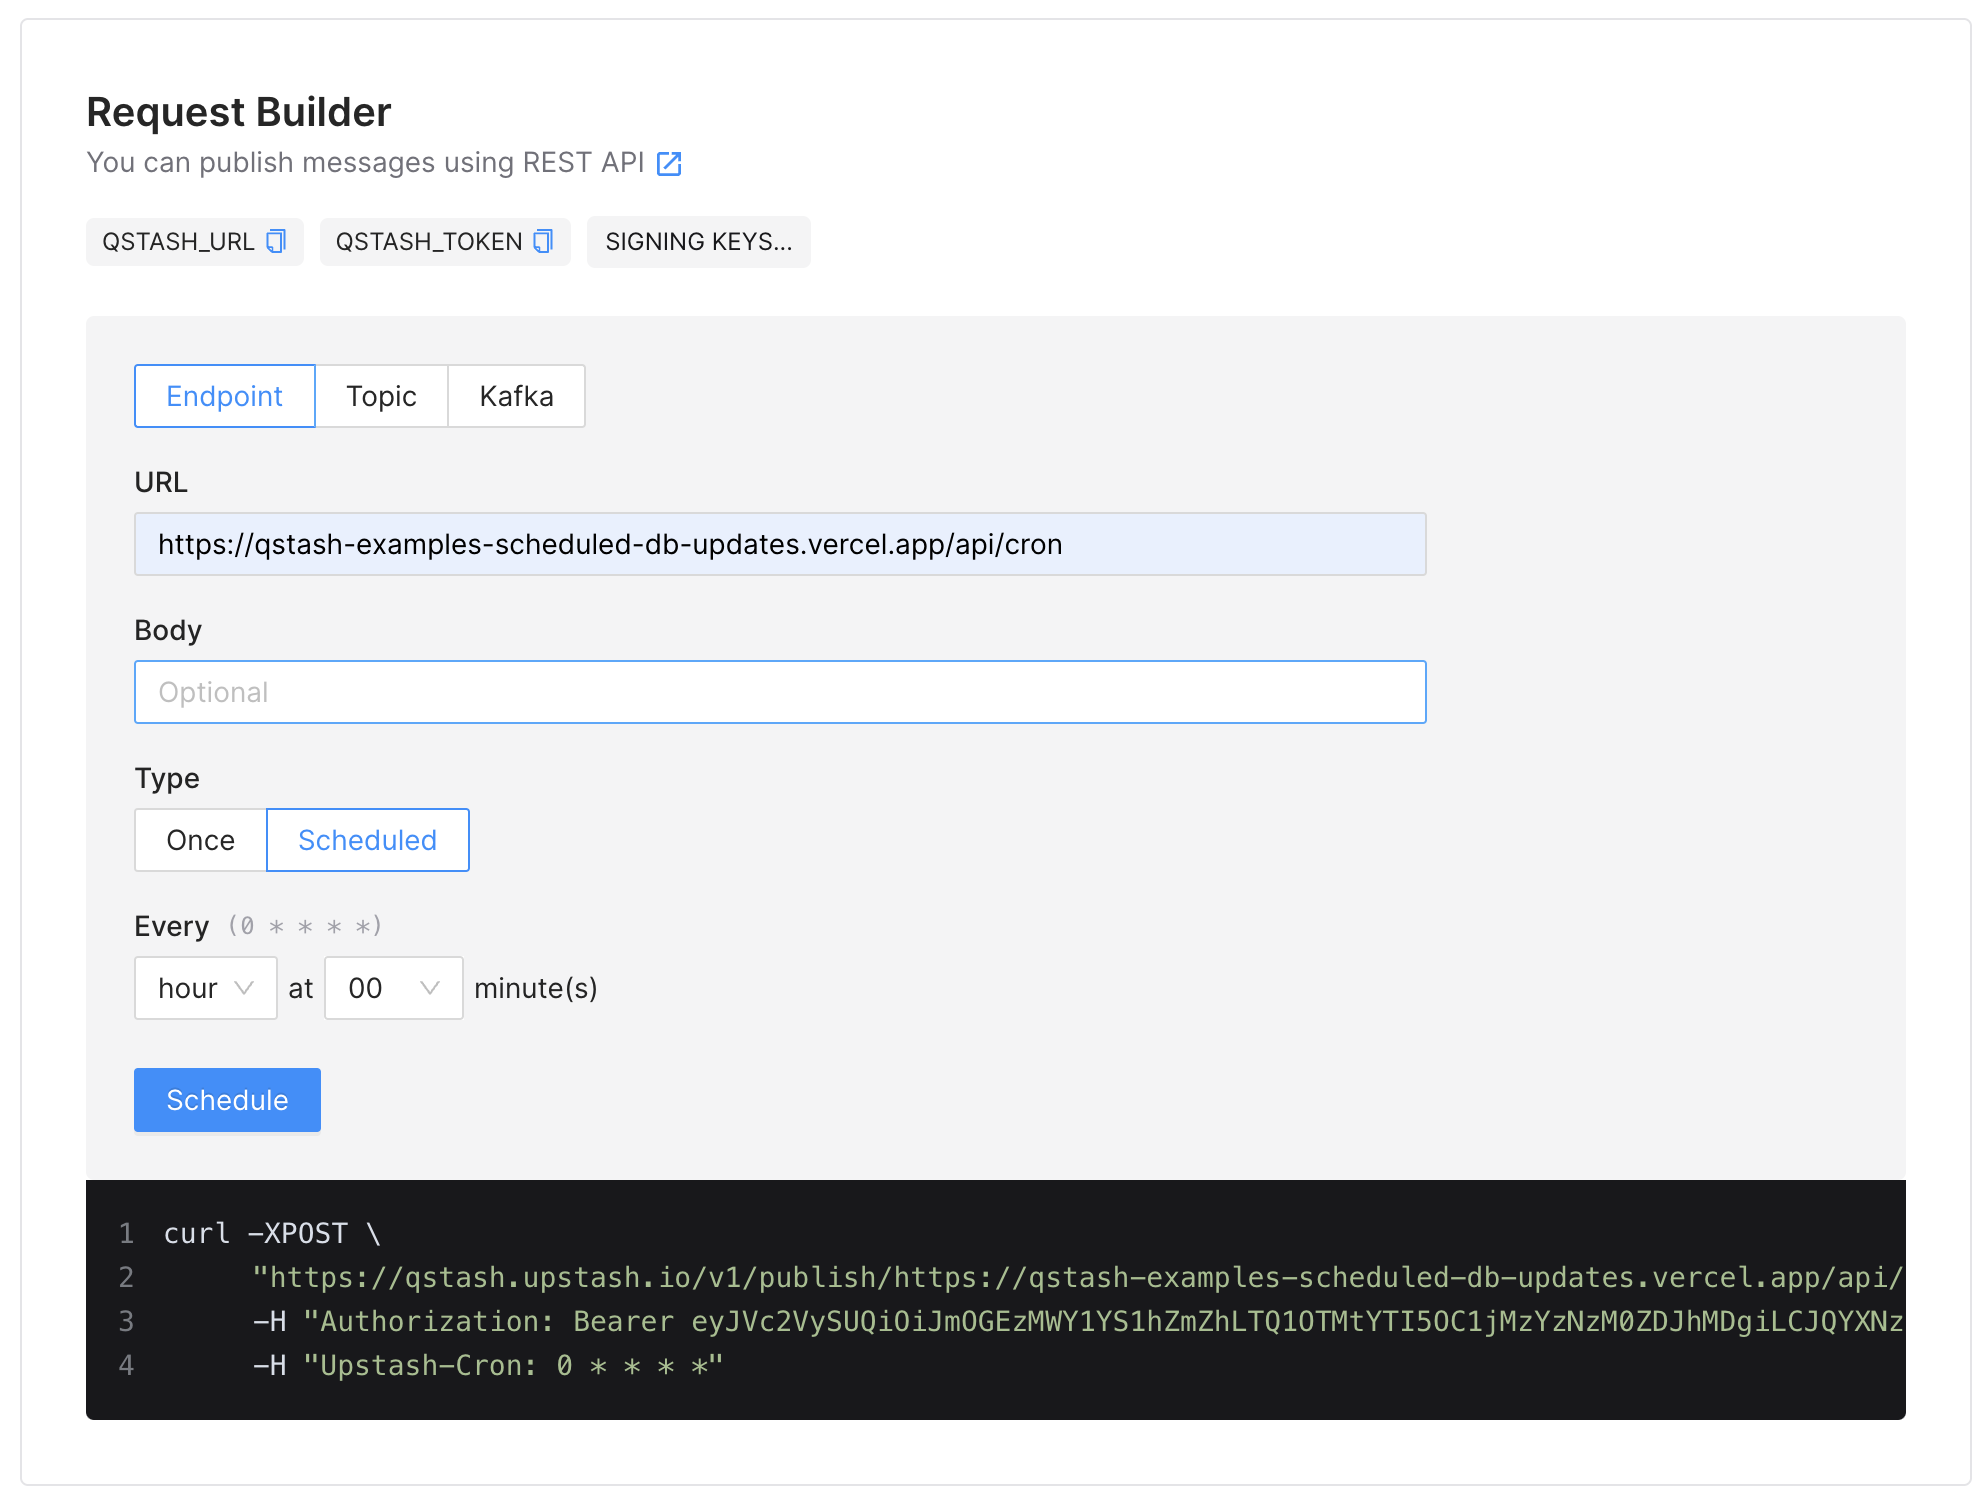 Request Builder
You can publish messages using REST API
QSTASH_URL QSTASH_TOKEN SIGNING KEYS...
Endpoint Topic Kafka
URL
https://qstash-examples-scheduled-db-updates.vercel.app/api/cron
Body
Optional
Type
Once Scheduled
Every (0 * * * *)
hour at 00 minute(s)
Schedule
1 curl -XPOST \
2 "https://qstash.upstash.io/v1/publish/https://qstash-examples-scheduled-db-updates.vercel.app/api/
3 -H "Authorization: Bearer eyJVc2VySUQiOiJmOGEzMWY1YS1hZmZhLTQ1OTMtYTI5OC1jMzYzNzM0ZDJhMDgiLCJQYXNz
4 -H "Upstash-Cron: 0 * * * *"